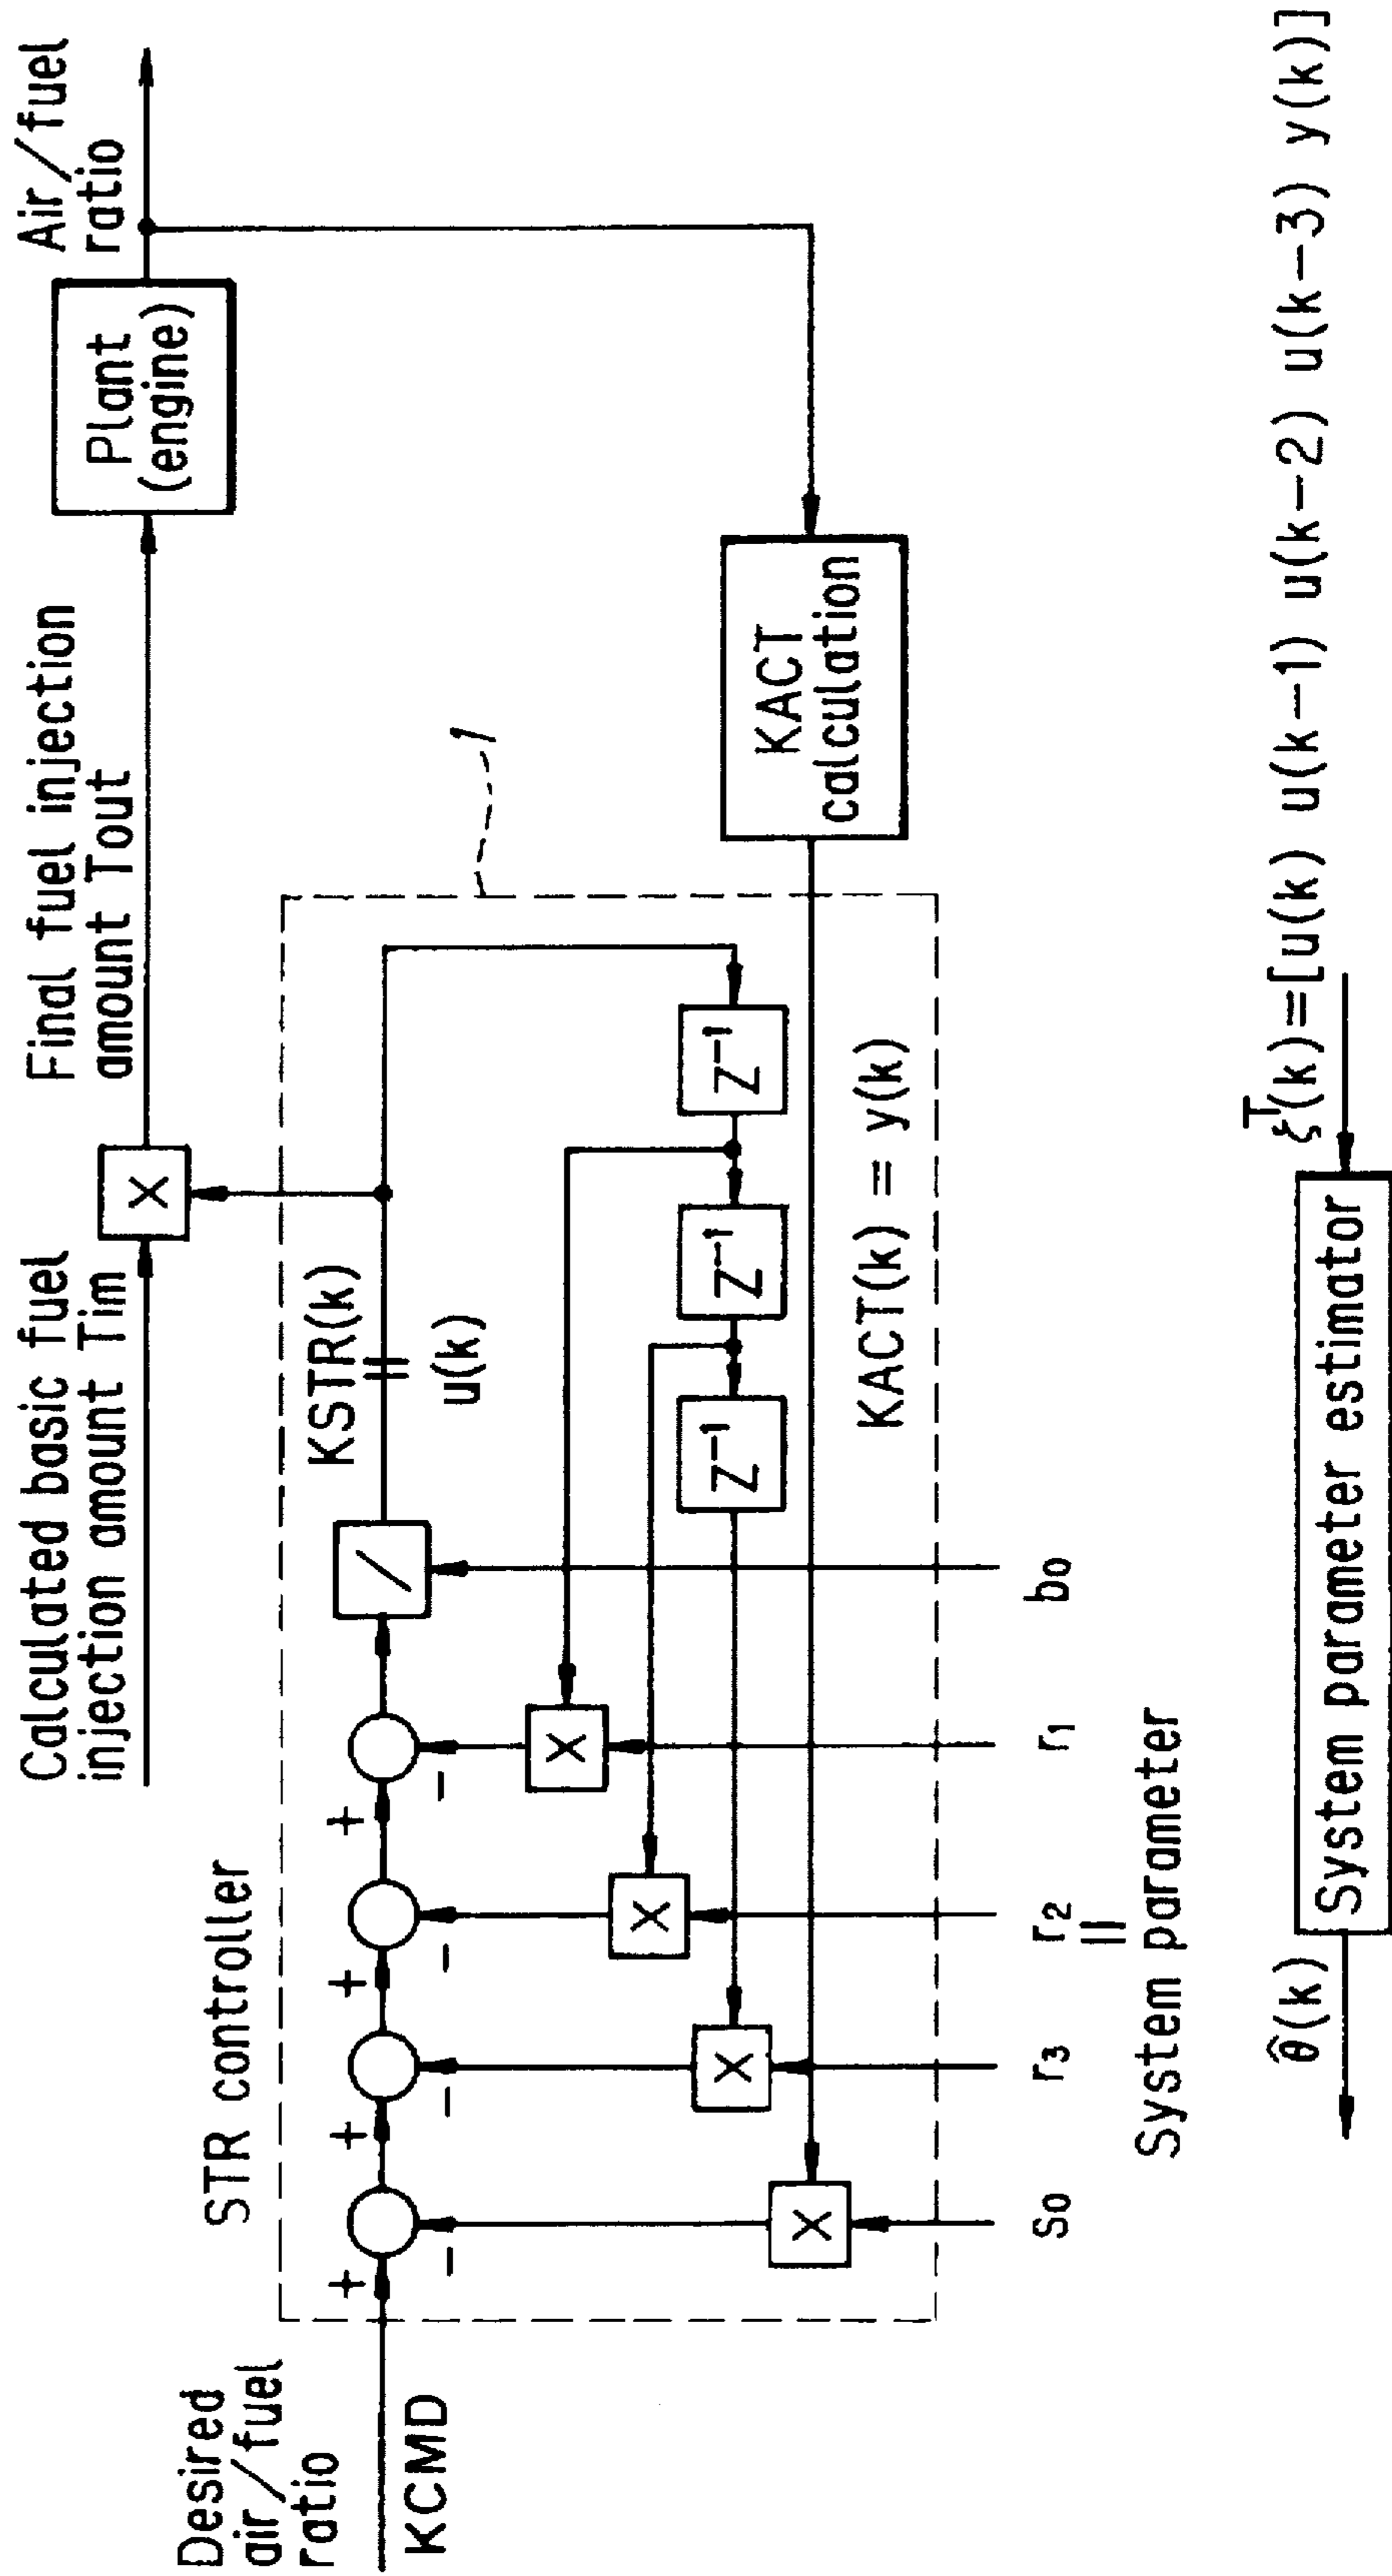 Calculated basic fuel
injection amount Tim
Final fuel injection
amount Tout
Air/fuel
ratio
X
Plant
(engine)
STR controller
1
Desired
air/fuel
ratio
KCMD
+
+
+
+
-
-
-
-
/
KSTR(k)
||
u(k)
X
X
X
X
Z⁻¹
Z⁻¹
Z⁻¹
KACT(k) = y(k)
KACT
calculation
S₀
r₃
r₂
r₁
b₀
||
System parameter
θ̂(k)
System parameter estimator
ξᵀ(k)=[u(k) u(k-1) u(k-2) u(k-3) y(k)]